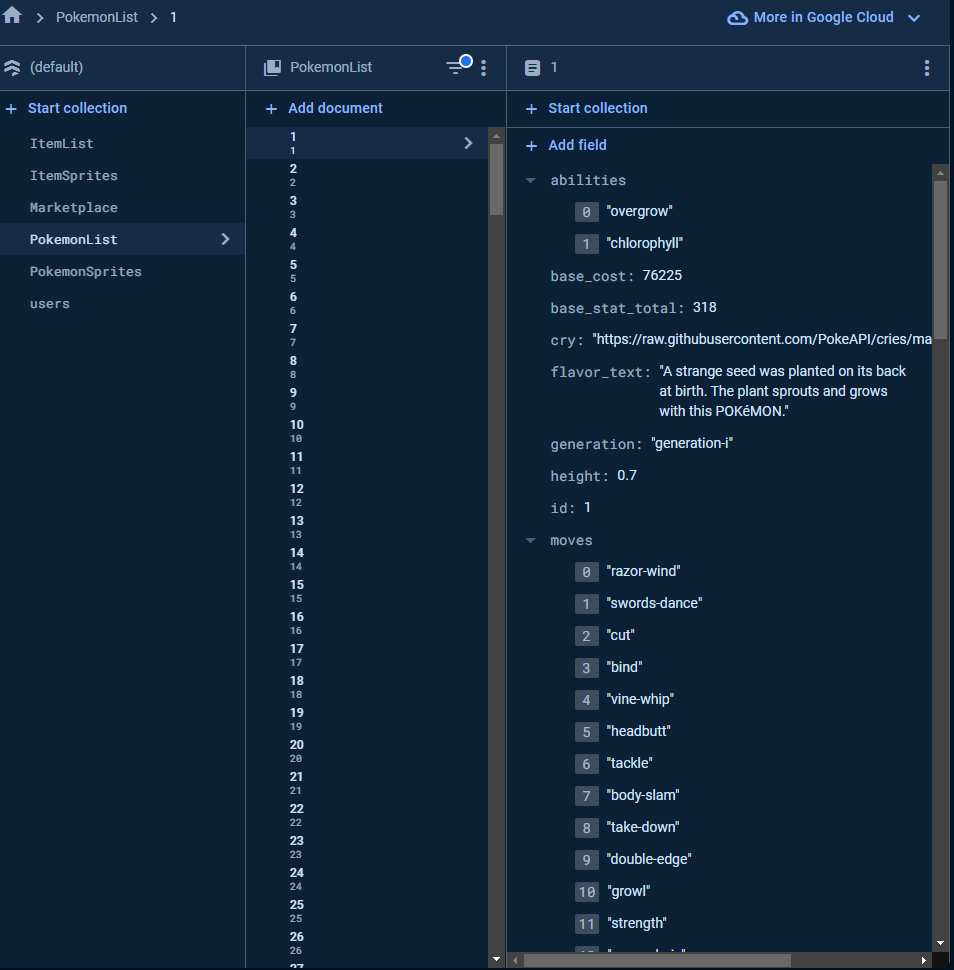 PokemonList
1
More in Google Cloud
(default)
PokemonList
1
+ Start collection
+ Add document
+ Start collection
ItemList
ItemSprites
Marketplace
PokemonList
PokemonSprites
users
1
1
2
2
3
3
4
4
5
5
6
6
7
7
8
8
9
9
10
10
11
11
12
12
13
13
14
14
15
15
16
16
17
17
18
18
19
19
20
20
21
21
22
22
23
23
24
24
25
25
26
26
27
+ Add field
abilities
0 "overgrow"
1 "chlorophyll"
base_cost: 76225
base_stat_total: 318
cry: "https://raw.githubusercontent.com/PokeAPI/cries/ma
flavor_text: "A strange seed was planted on its back
at birth. The plant sprouts and grows
with this POKéMON."
generation: "generation-i"
height: 0.7
id: 1
moves
0 "razor-wind"
1 "swords-dance"
2 "cut"
3 "bind"
4 "vine-whip"
5 "headbutt"
6 "tackle"
7 "body-slam"
8 "take-down"
9 "double-edge"
10 "growl"
11 "strength"